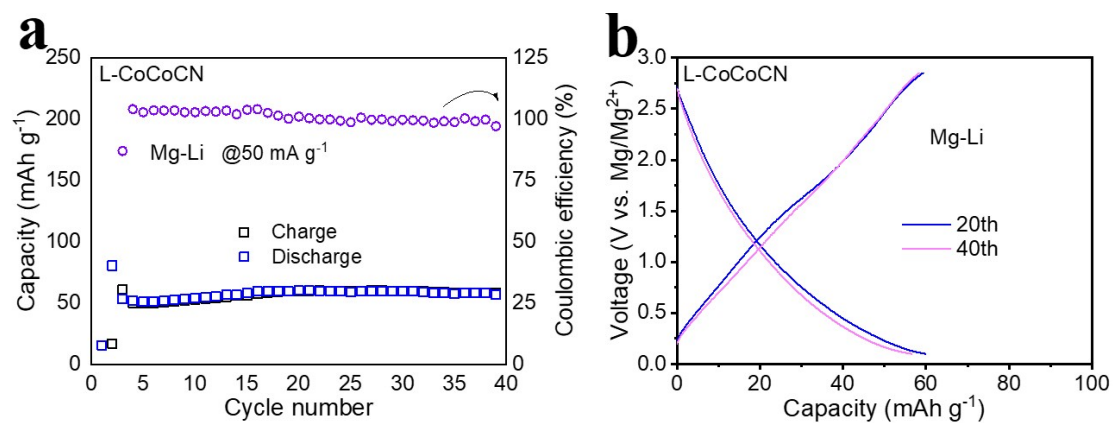 a
L-CoCoCN
Mg-Li @50 mA g⁻¹
Charge
Discharge
Capacity (mAh g⁻¹)
250
200
150
100
50
0
Coulombic efficiency (%)
125
100
75
50
25
0
0 5 10 15 20 25 30 35 40
Cycle number
b
L-CoCoCN
Mg-Li
20th
40th
Voltage (V vs. Mg/Mg²⁺)
3.0
2.5
2.0
1.5
1.0
0.5
0.0
0 20 40 60 80 100
Capacity (mAh g⁻¹)